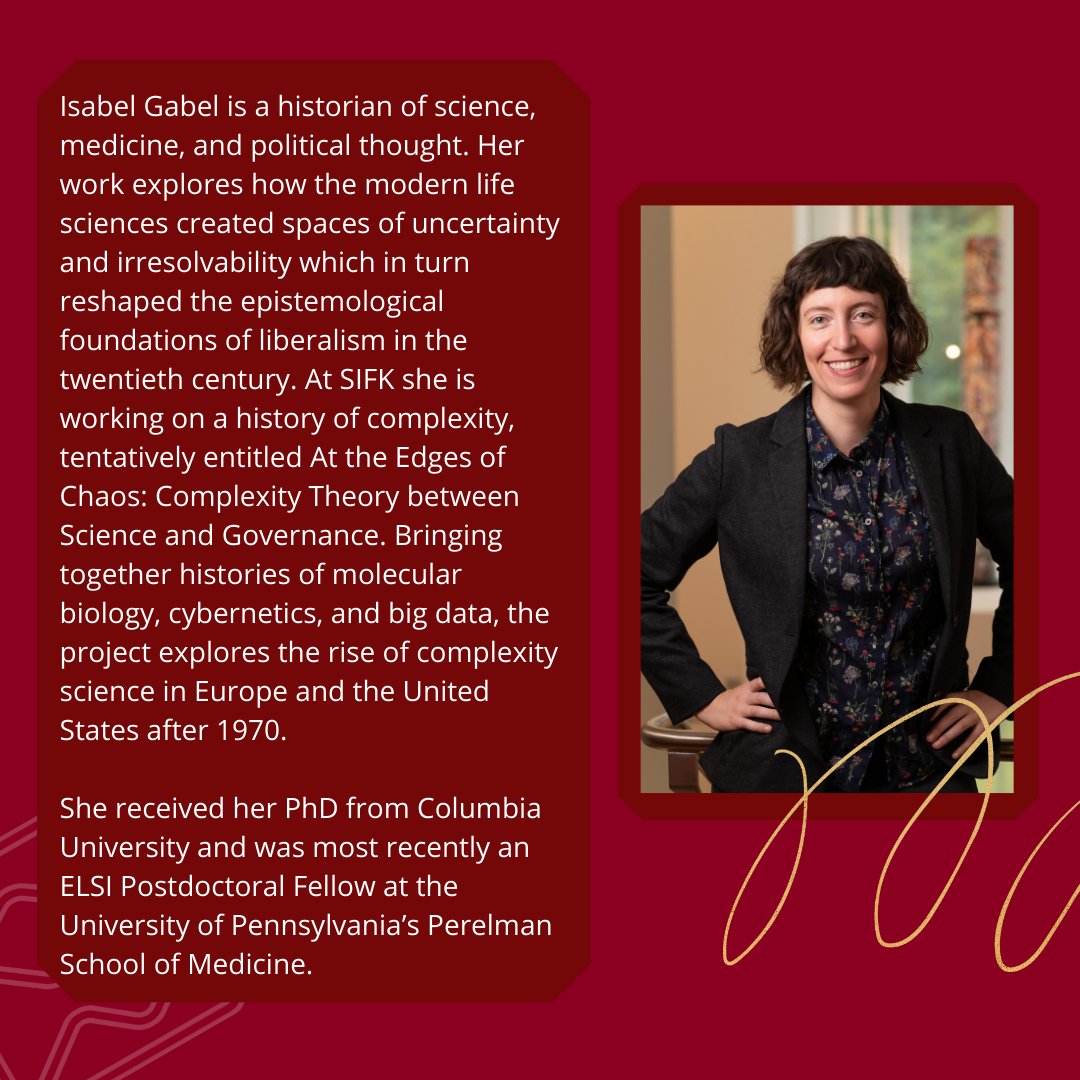 Isabel Gabel is a historian of science,
medicine, and political thought. Her
work explores how the modern life
sciences created spaces of uncertainty
and irresolvability which in turn
reshaped the epistemological
foundations of liberalism in the
twentieth century. At SIFK she is
working on a history of complexity,
tentatively entitled At the Edges of
Chaos: Complexity Theory between
Science and Governance. Bringing
together histories of molecular
biology, cybernetics, and big data, the
project explores the rise of complexity
science in Europe and the United
States after 1970.
She received her PhD from Columbia
University and was most recently an
ELSI Postdoctoral Fellow at the
University of Pennsylvania’s Perelman
School of Medicine.